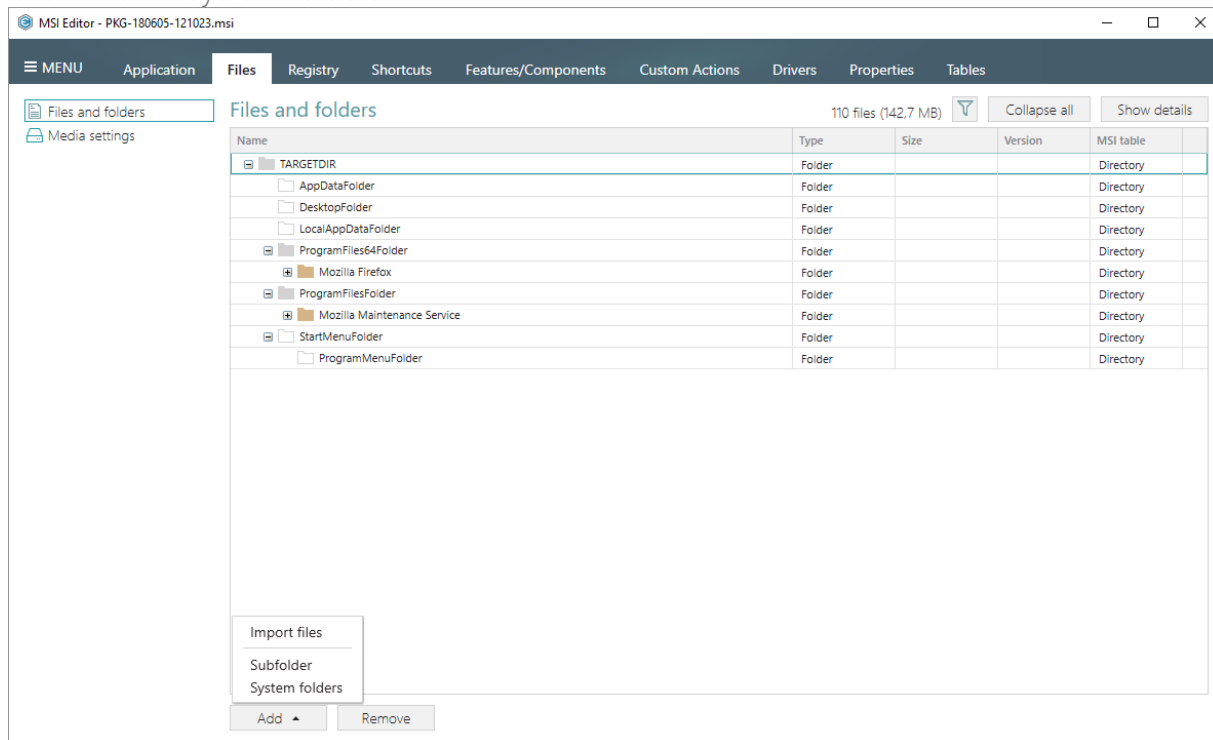 MSI Editor - PKG-180605-121023.msi
MENU Application Files Registry Shortcuts Features/Components Custom Actions Drivers Properties Tables
Files and folders
Media settings
Files and folders 110 files (142,7 MB) Collapse all Show details
Name Type Size Version MSI table
TARGETDIR Folder Directory
AppDataFolder Folder Directory
DesktopFolder Folder Directory
LocalAppDataFolder Folder Directory
ProgramFiles64Folder Folder Directory
Mozilla Firefox Folder Directory
ProgramFilesFolder Folder Directory
Mozilla Maintenance Service Folder Directory
StartMenuFolder Folder Directory
ProgramMenuFolder Folder Directory
Import files
Subfolder
System folders
Add Remove